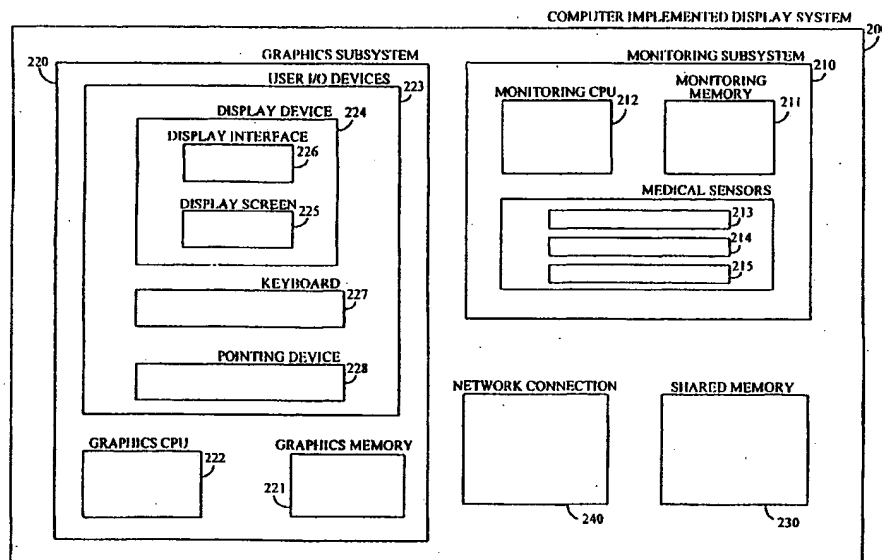 COMPUTER IMPLEMENTED DISPLAY SYSTEM
200
GRAPHICS SUBSYSTEM
220
USER I/O DEVICES
223
DISPLAY DEVICE
224
DISPLAY INTERFACE
226
DISPLAY SCREEN
225
KEYBOARD
227
POINTING DEVICE
228
GRAPHICS CPU
222
GRAPHICS MEMORY
221
MONITORING SUBSYSTEM
210
MONITORING CPU
212
MONITORING
MEMORY
211
MEDICAL SENSORS
213
214
215
NETWORK CONNECTION
240
SHARED MEMORY
230